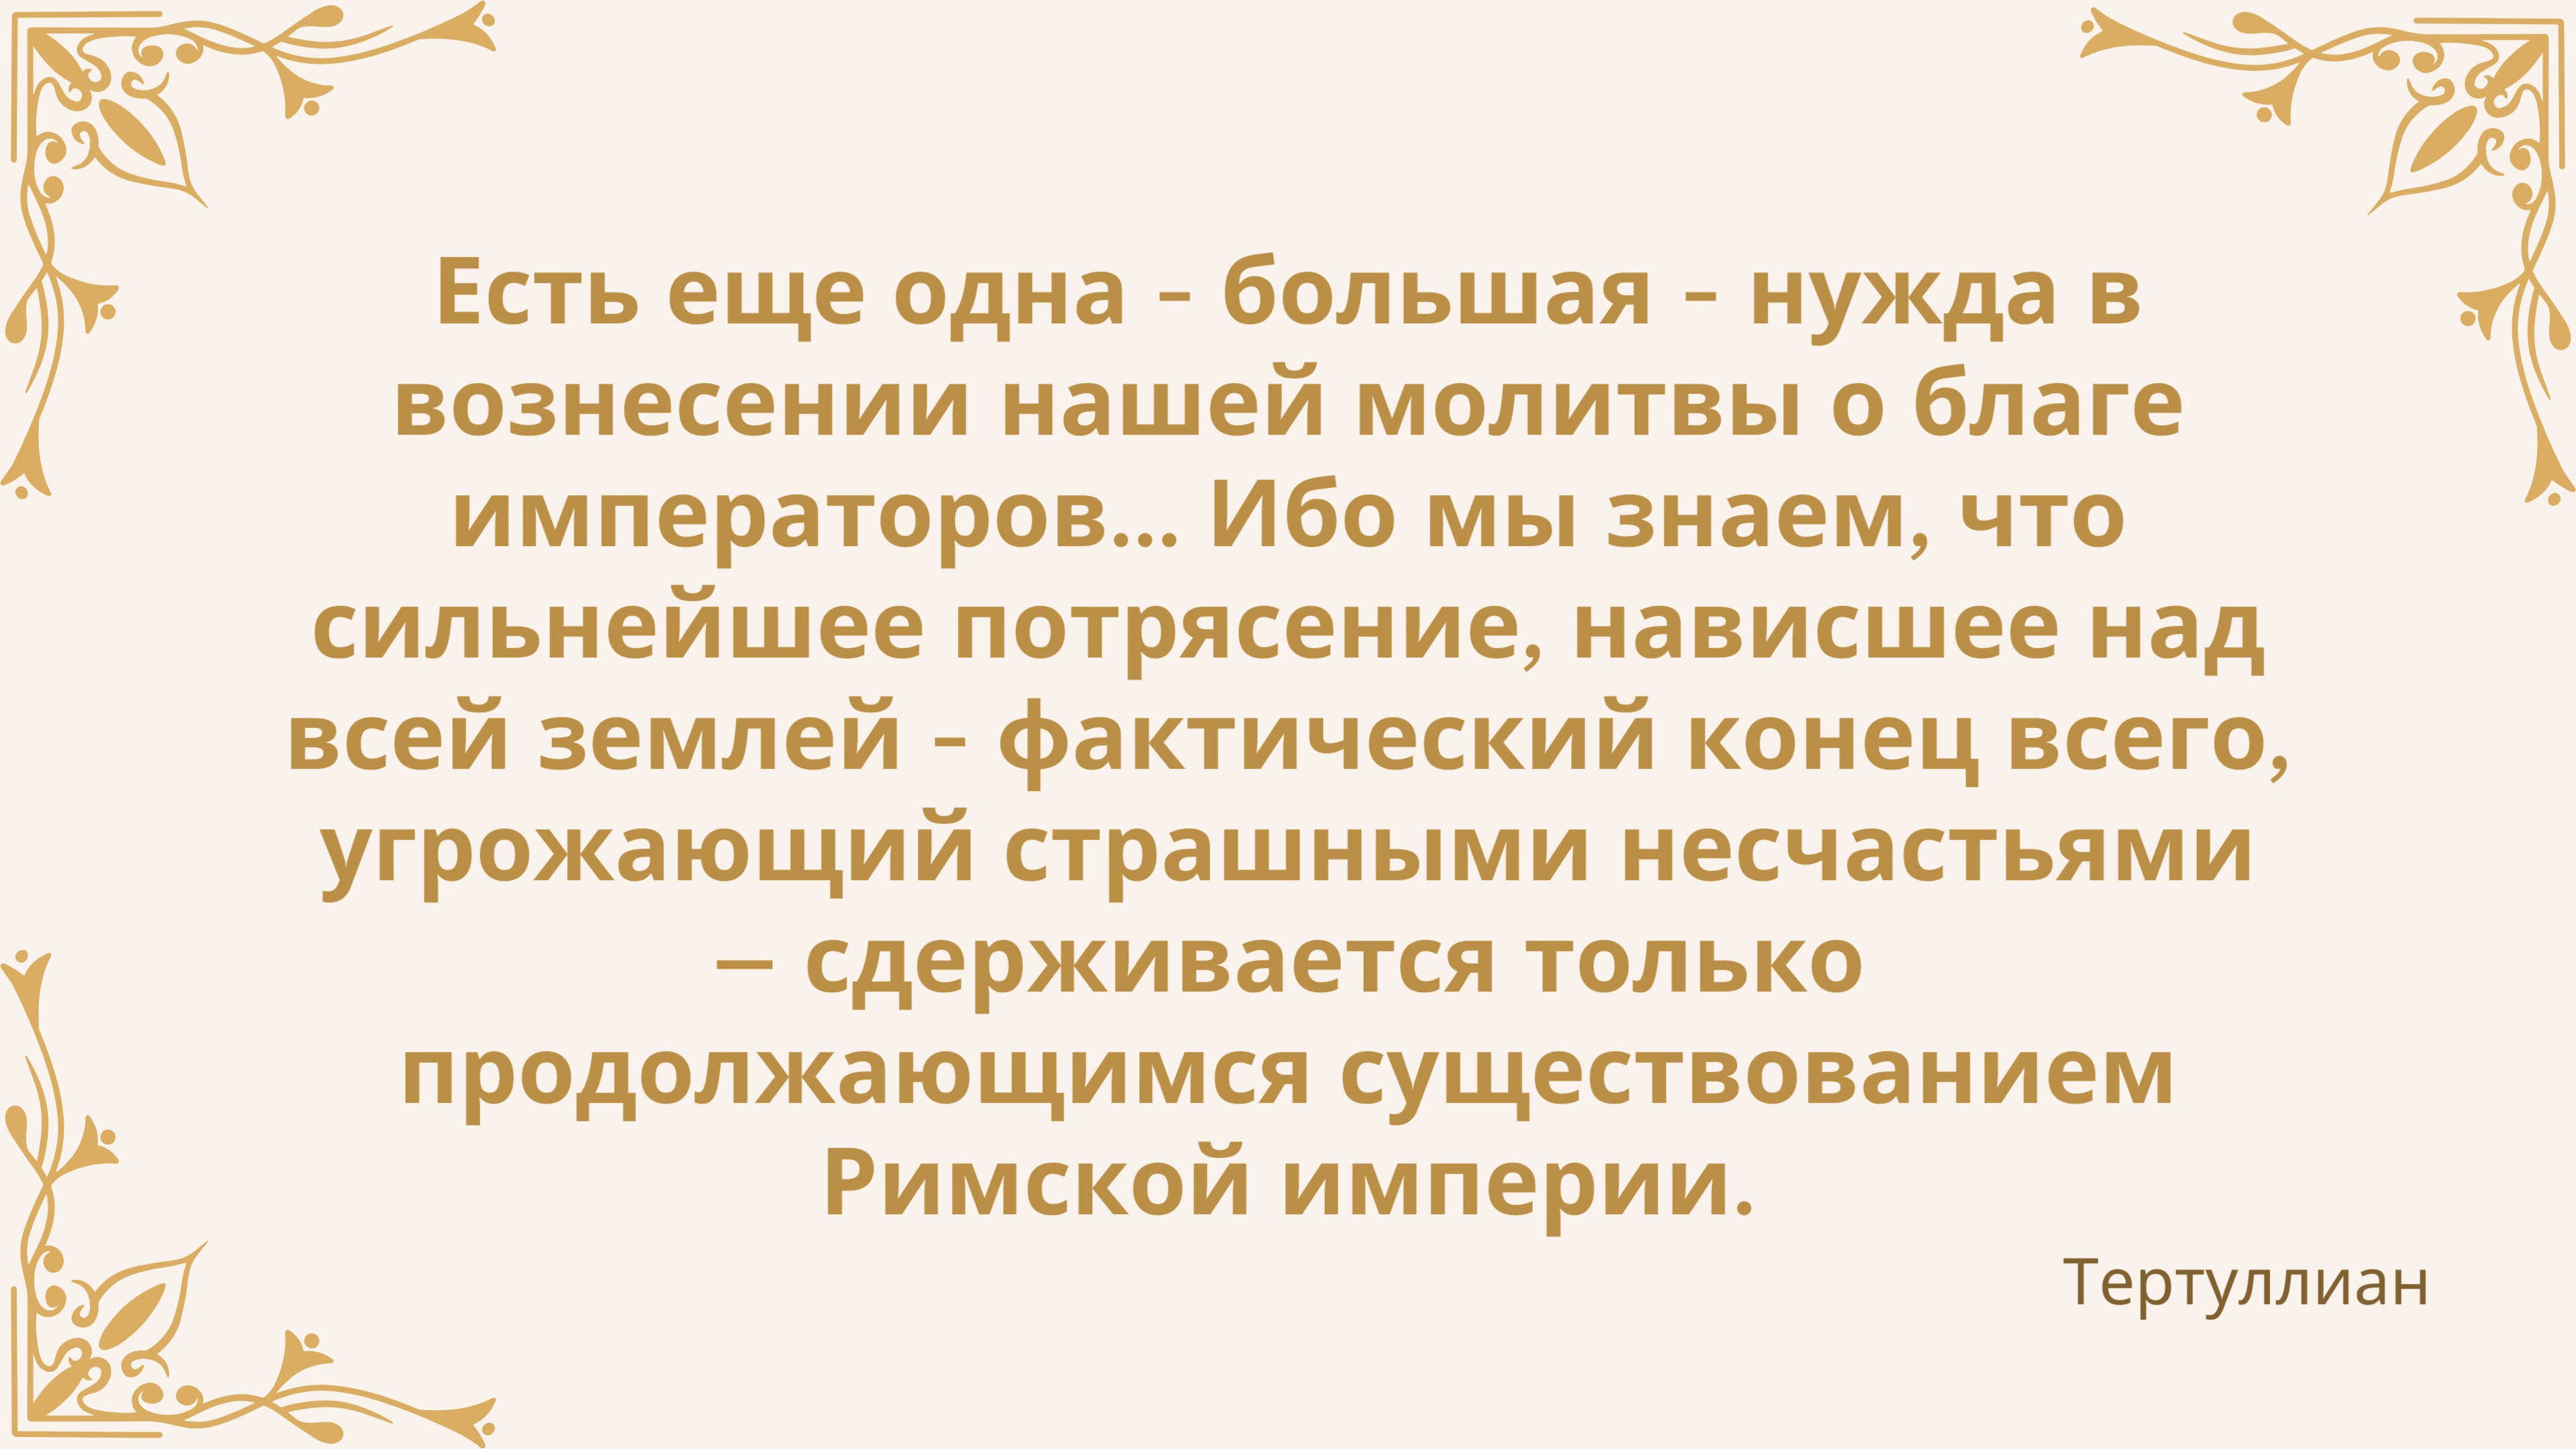 Есть еще одна – большая – нужда в
вознесении нашей молитвы о благе
императоров... Ибо мы знаем, что
сильнейшее потрясение, нависшее над
всей землей – фактический конец всего,
угрожающий страшными несчастьями
— сдерживается только
продолжающимся существованием
Римской империи.
Тертуллиан